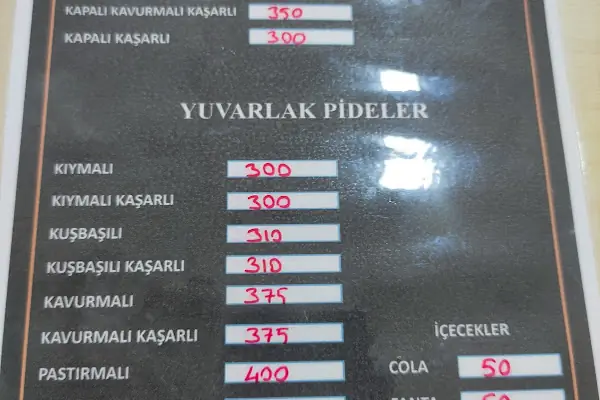 KAPALI KAVURMALI KAŞARLI 350
KAPALI KAŞARLI 300
YUVARLAK PİDELER
KIYMALI 300
KIYMALI KAŞARLI 300
KUŞBAŞILI 310
KUŞBAŞILI KAŞARLI 310
KAVURMALI 375
KAVURMALI KAŞARLI 375
PASTIRMALI 400
İÇECEKLER
COLA 50